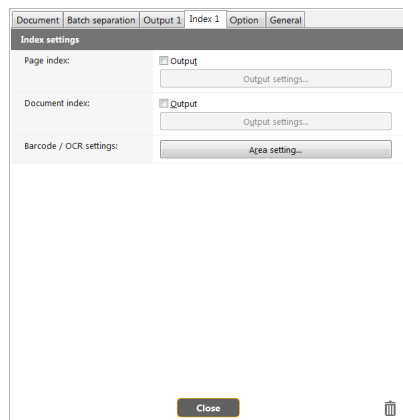 Document Batch separation Output 1 Index 1 Option General
Index settings
Page index: Output
Output settings...
Document index: Output
Output settings...
Barcode / OCR settings: Area setting...
Close